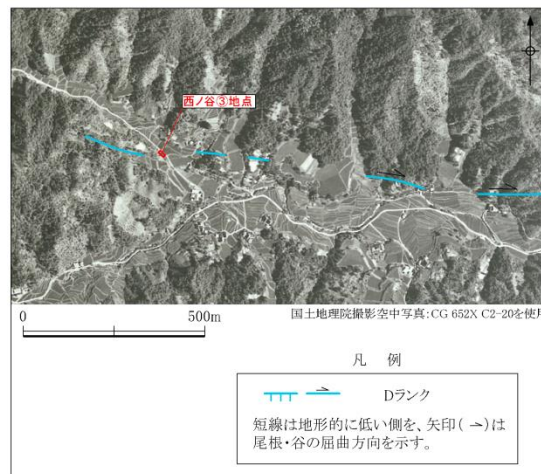 西ノ谷③地点
0
500m
国土地理院撮影空中写真:CG 652X C2-20を使用
凡 例
Dランク
短線は地形的に低い側を、矢印( → )は
尾根・谷の屈曲方向を示す。